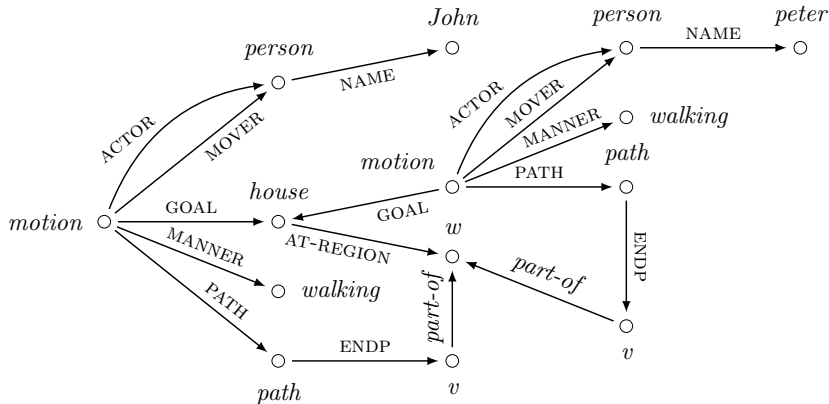 John
person
peter
person
NAME
NAME
ACTOR
MOVER
ACTOR
MOVER
MANNER
walking
motion
path
PATH
house
motion
GOAL
GOAL
w
AT-REGION
MANNER
walking
part-of
ENDP
PATH
part-of
ENDP
v
path
v